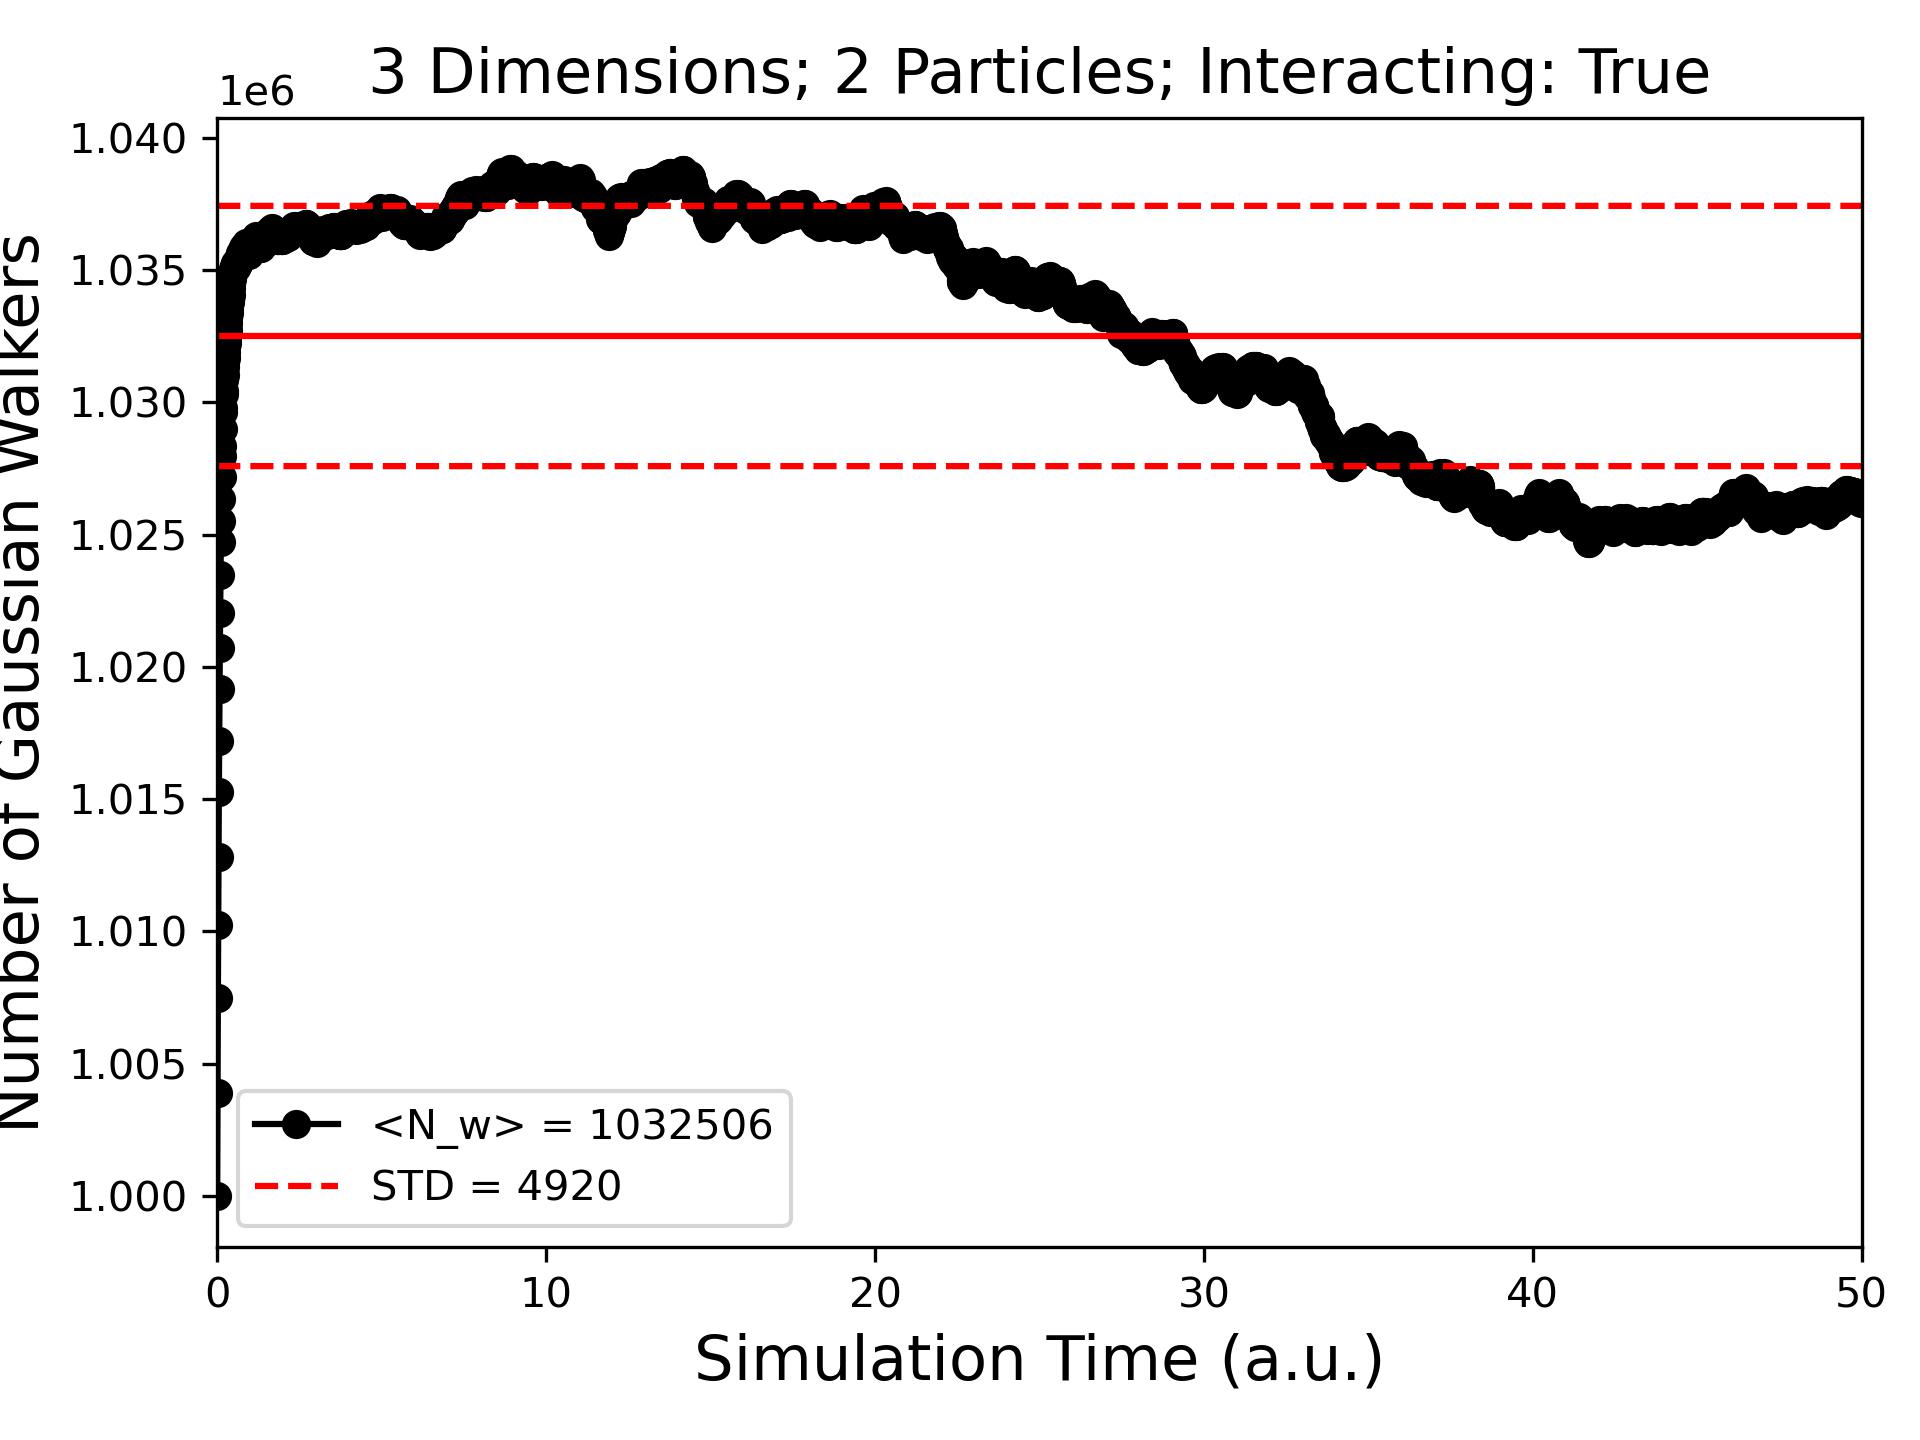 3 Dimensions; 2 Particles; Interacting: True
1e6
1.040
1.035
1.030
1.025
1.020
1.015
1.010
1.005
1.000
Number of Gaussian Walkers
<N_w> = 1032506
STD = 4920
0 10 20 30 40 50
Simulation Time (a.u.)